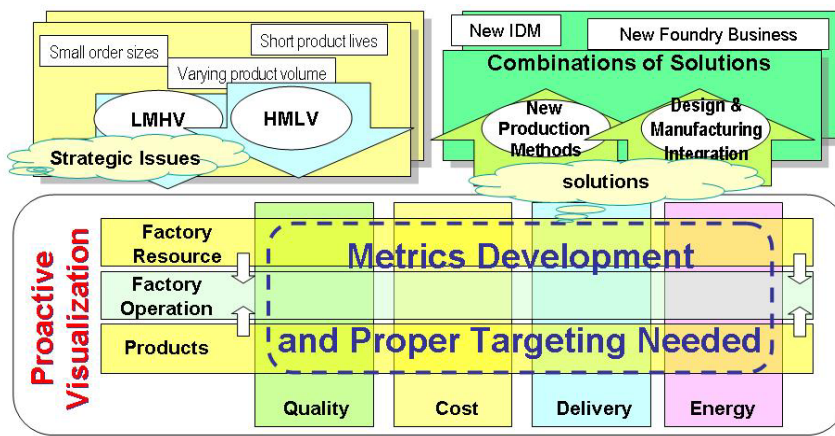 Small order sizes
Short product lives
Varying product volume
LMHV
HMLV
Strategic Issues
New IDM
New Foundry Business
Combinations of Solutions
New
Production
Methods
Design &
Manufacturing
Integration
solutions
Proactive
Visualization
Factory
Resource
Factory
Operation
Products
Metrics Development
and Proper Targeting Needed
Quality
Cost
Delivery
Energy